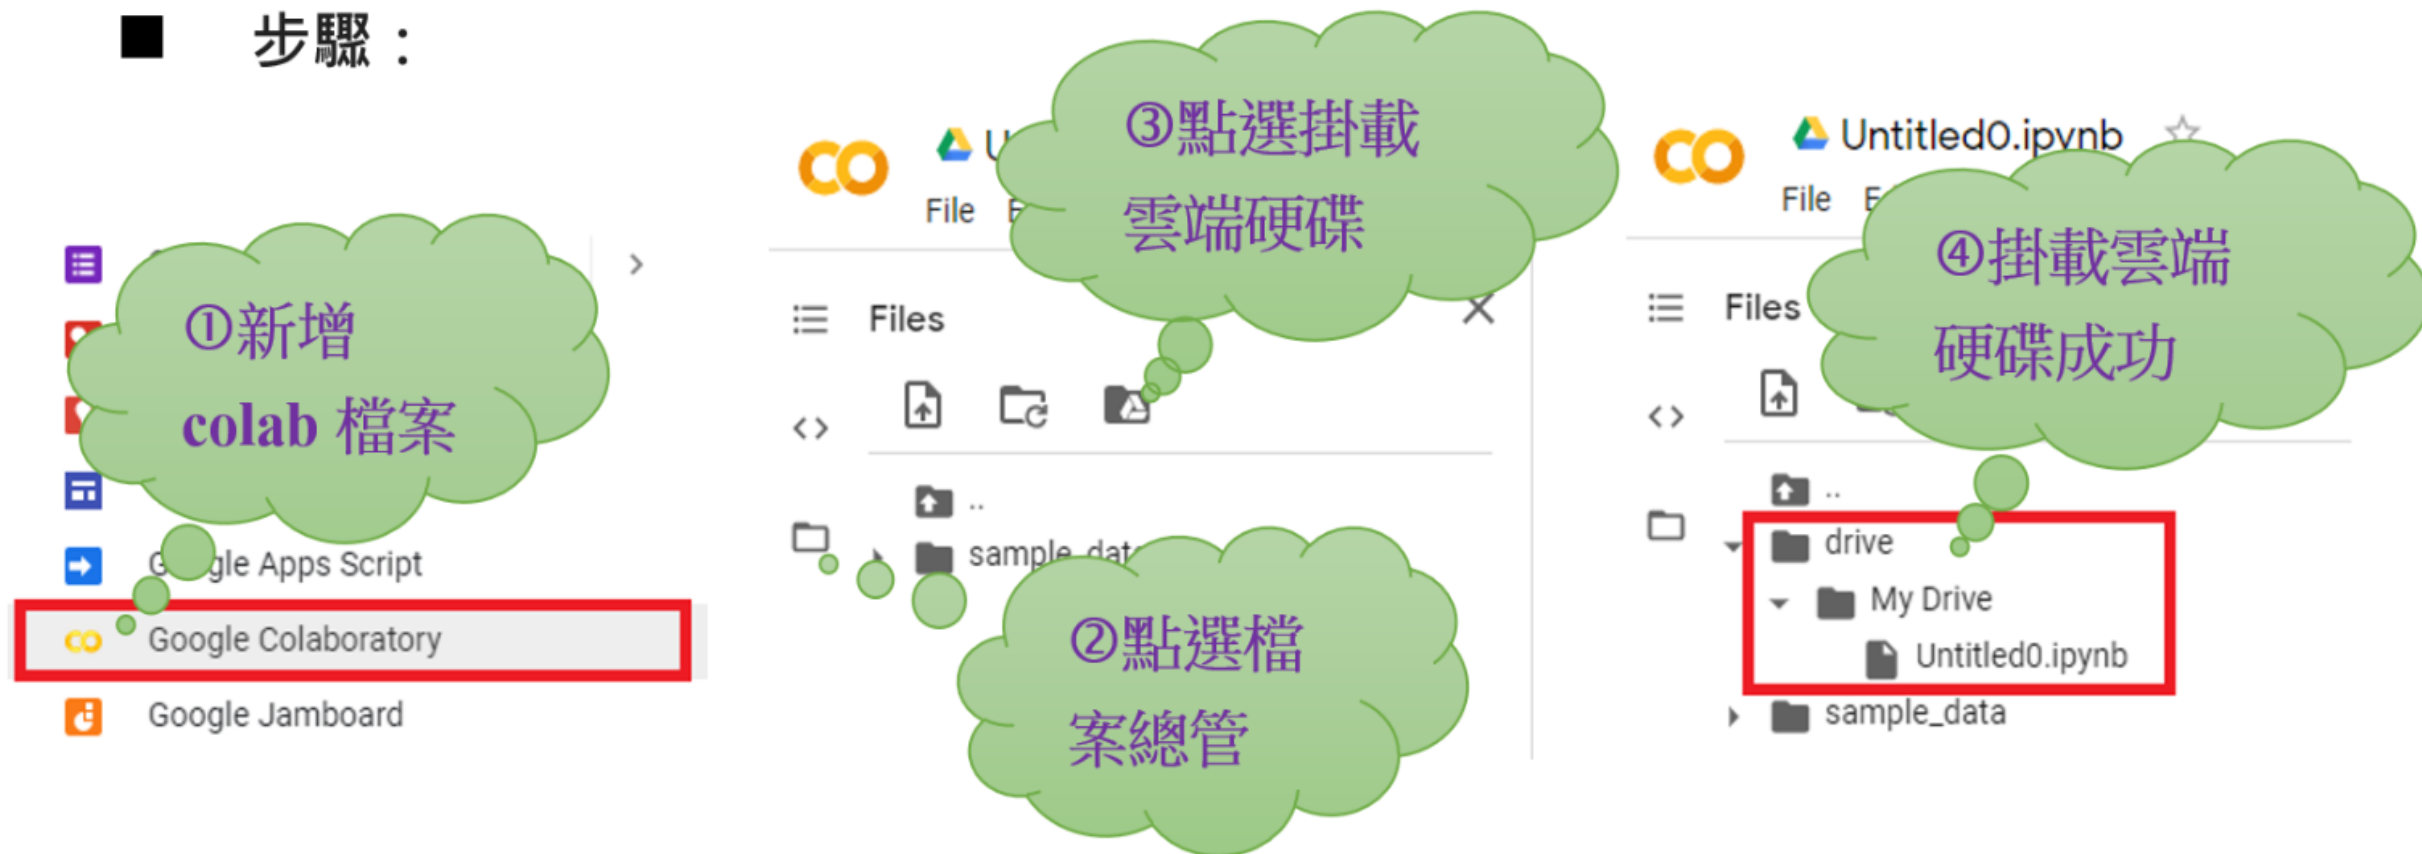 ■ 步驟：
①新增
colab 檔案
Google Apps Script
Google Colaboratory
Google Jamboard
③點選掛載
雲端硬碟
File
Files
..
sample_data
②點選檔
案總管
Untitled0.ipynb
File
④掛載雲端
硬碟成功
Files
..
drive
My Drive
Untitled0.ipynb
sample_data